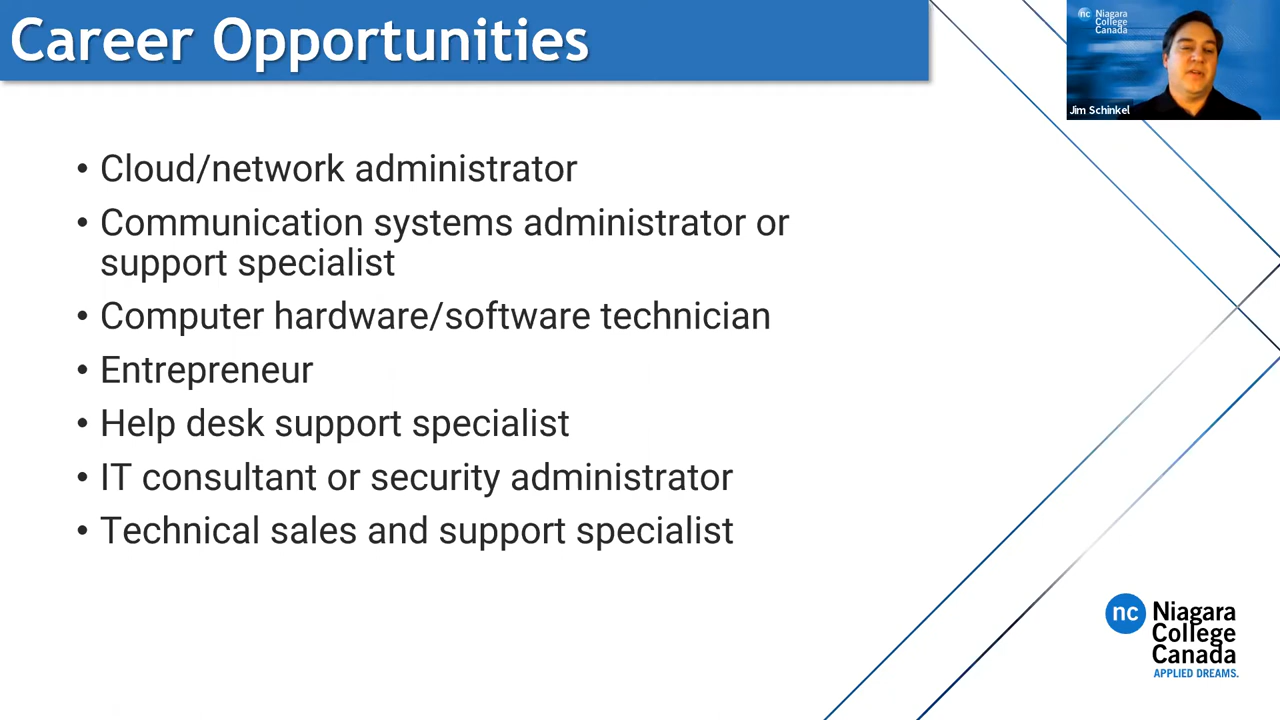 Career Opportunities
nc Niagara
College
Canada
Jim Schinkel
• Cloud/network administrator
• Communication systems administrator or
support specialist
• Computer hardware/software technician
• Entrepreneur
• Help desk support specialist
• IT consultant or security administrator
• Technical sales and support specialist
nc Niagara
College
Canada
APPLIED DREAMS.